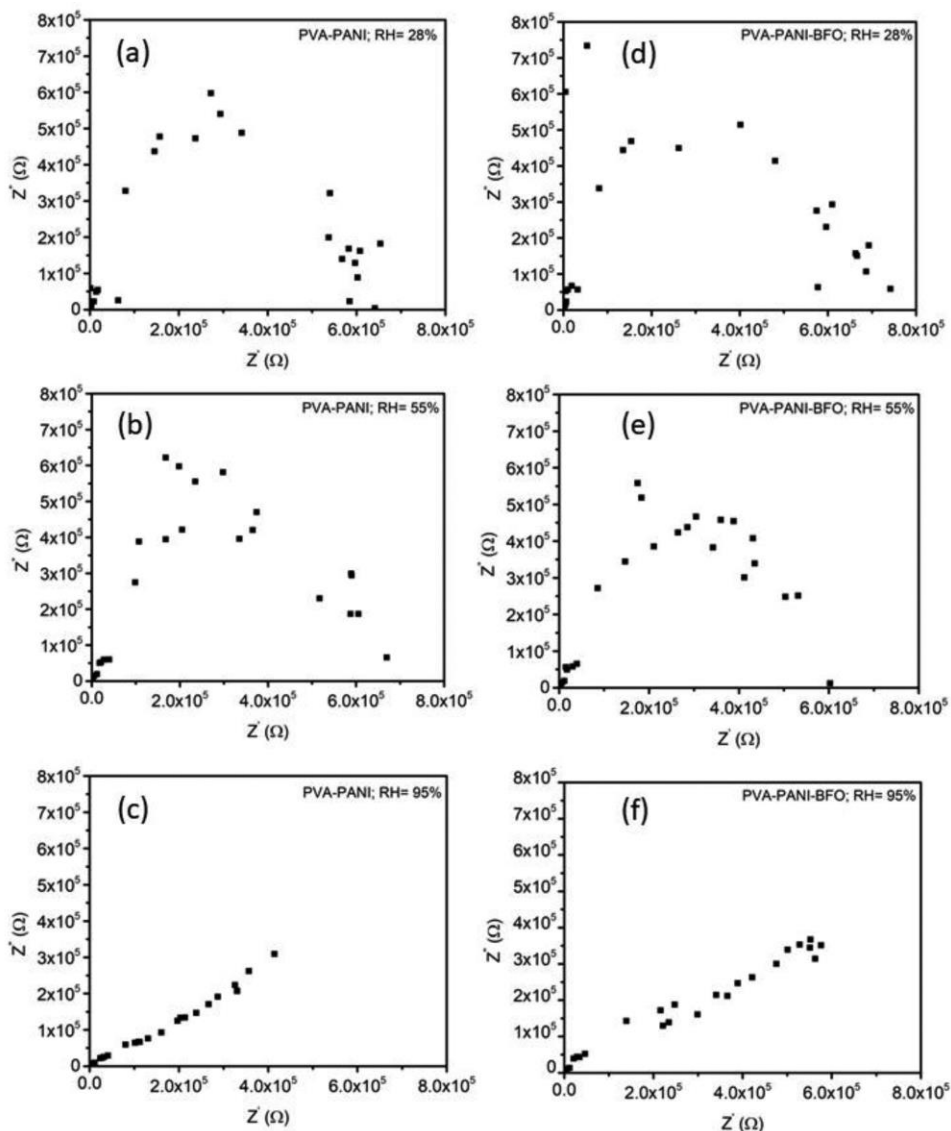 (a)
PVA-PANI; RH= 28%
8x10⁵
7x10⁵
6x10⁵
5x10⁵
4x10⁵
3x10⁵
2x10⁵
1x10⁵
0
Z" (Ω)
0.0 2.0x10⁵ 4.0x10⁵ 6.0x10⁵ 8.0x10⁵
Z' (Ω)
(d)
PVA-PANI-BFO; RH= 28%
8x10⁵
7x10⁵
6x10⁵
5x10⁵
4x10⁵
3x10⁵
2x10⁵
1x10⁵
0
Z" (Ω)
0.0 2.0x10⁵ 4.0x10⁵ 6.0x10⁵ 8.0x10⁵
Z' (Ω)
(b)
PVA-PANI; RH= 55%
8x10⁵
7x10⁵
6x10⁵
5x10⁵
4x10⁵
3x10⁵
2x10⁵
1x10⁵
0
Z" (Ω)
0.0 2.0x10⁵ 4.0x10⁵ 6.0x10⁵ 8.0x10⁵
Z' (Ω)
(e)
PVA-PANI-BFO; RH= 55%
8x10⁵
7x10⁵
6x10⁵
5x10⁵
4x10⁵
3x10⁵
2x10⁵
1x10⁵
0
Z" (Ω)
0.0 2.0x10⁵ 4.0x10⁵ 6.0x10⁵ 8.0x10⁵
Z' (Ω)
(c)
PVA-PANI; RH= 95%
8x10⁵
7x10⁵
6x10⁵
5x10⁵
4x10⁵
3x10⁵
2x10⁵
1x10⁵
0
Z" (Ω)
0.0 2.0x10⁵ 4.0x10⁵ 6.0x10⁵ 8.0x10⁵
Z' (Ω)
(f)
PVA-PANI-BFO; RH= 95%
8x10⁵
7x10⁵
6x10⁵
5x10⁵
4x10⁵
3x10⁵
2x10⁵
1x10⁵
0
Z" (Ω)
0.0 2.0x10⁵ 4.0x10⁵ 6.0x10⁵ 8.0x10⁵
Z' (Ω)